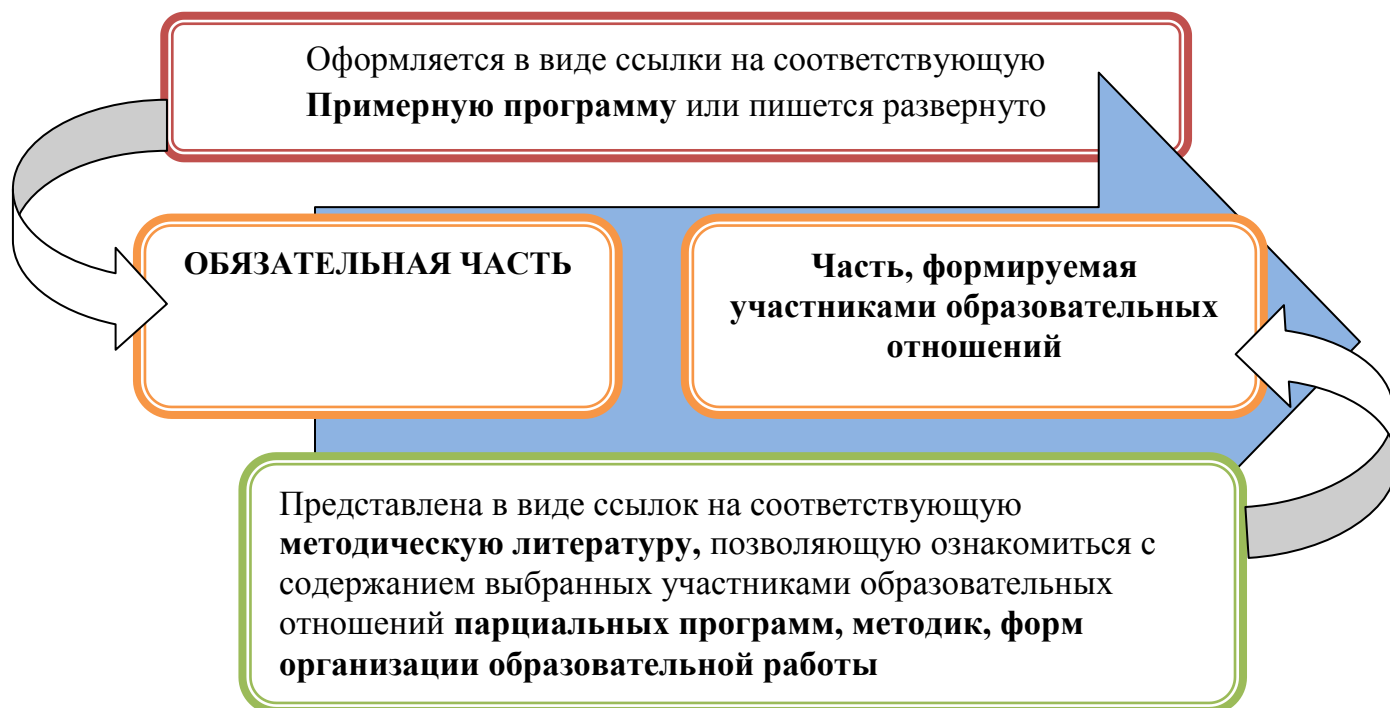 Оформляется в виде ссылки на соответствующую
Примерную программу или пишется развернуто
ОБЯЗАТЕЛЬНАЯ ЧАСТЬ
Часть, формируемая
участниками образовательных
отношений
Представлена в виде ссылок на соответствующую
методическую литературу, позволяющую ознакомиться с
содержанием выбранных участниками образовательных
отношений парциальных программ, методик, форм
организации образовательной работы